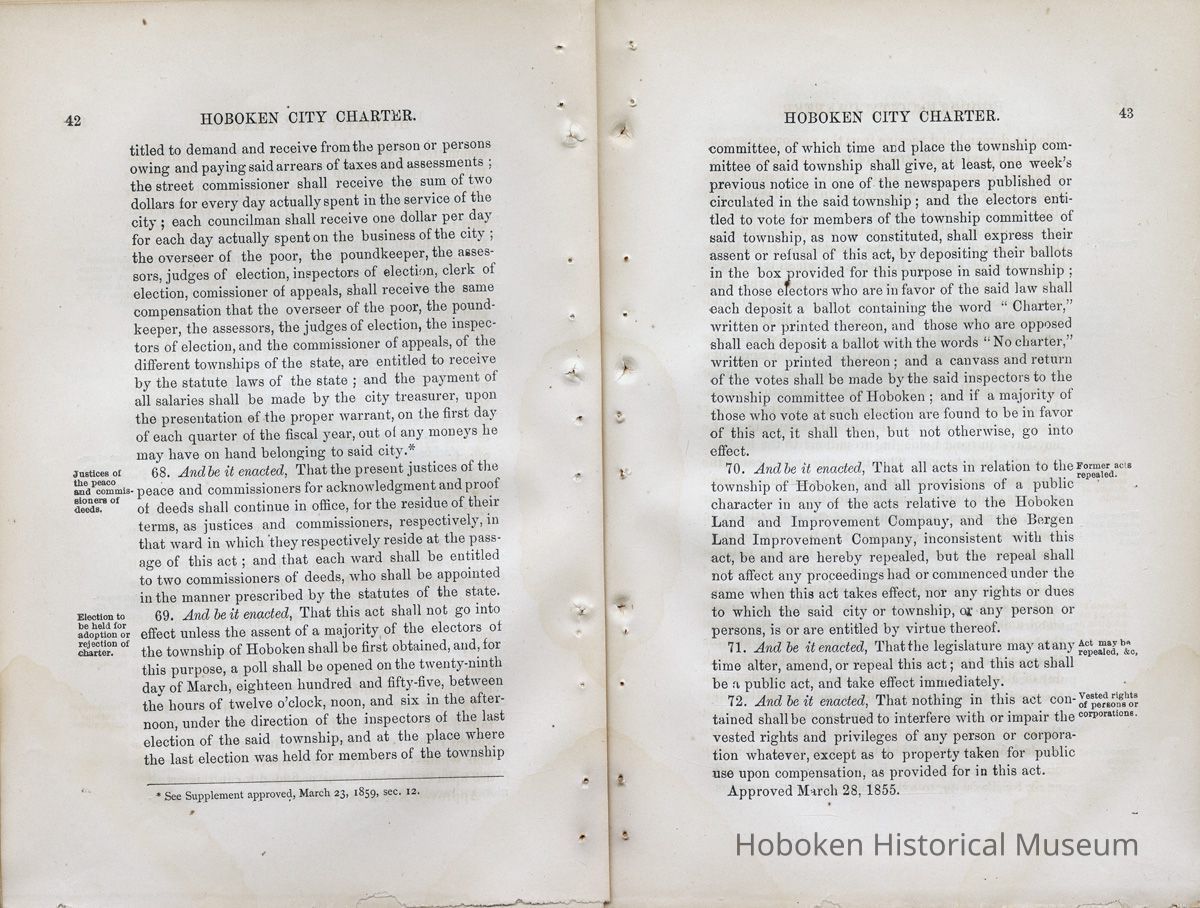 42
HOBOKEN CITY CHARTER.
titled to demand and receive from the person or persons
owing and paying said arrears of taxes and assessments ;
the street commissioner shall receive the sum of two
dollars for every day actually spent in the service of the
city ; each councilman shall receive one dollar per day
for each day actually spent on the business of the city ;
the overseer of the poor, the poundkeeper, the asses-
sors, judges of election, inspectors of election, clerk of
election, comissioner of appeals, shall receive the same
compensation that the overseer of the poor, the pound-
keeper, the assessors, the judges of election, the inspec-
tors of election, and the commissioner of appeals, of the
different townships of the state, are entitled to receive
by the statute laws of the state ; and the payment of
all salaries shall be made by the city treasurer, upon
the presentation of the proper warrant, on the first day
of each quarter of the fiscal year, out of any moneys he
may have on hand belonging to said city.*
Justices of
the peace
and commis-
sioners of
deeds.
68. And be it enacted, That the present justices of the
peace and commissioners for acknowledgment and proof
of deeds shall continue in office, for the residue of their
terms, as justices and commissioners, respectively, in
that ward in which they respectively reside at the pass-
age of this act ; and that each ward shall be entitled
to two commissioners of deeds, who shall be appointed
in the manner prescribed by the statutes of the state.
Election to
be held for
adoption or
rejection of
charter.
69. And be it enacted, That this act shall not go into
effect unless the assent of a majority of the electors of
the township of Hoboken shall be first obtained, and, for
this purpose, a poll shall be opened on the twenty-ninth
day of March, eighteen hundred and fifty-five, between
the hours of twelve o'clock, noon, and six in the after-
noon, under the direction of the inspectors of the last
election of the said township, and at the place where
the last election was held for members of the township
* See Supplement approved, March 23, 1859, sec. 12.
HOBOKEN CITY CHARTER.
43
committee, of which time and place the township com-
mittee of said township shall give, at least, one week's
previous notice in one of the newspapers published or
circulated in the said township ; and the electors enti-
tled to vote for members of the township committee of
said township, as now constituted, shall express their
assent or refusal of this act, by depositing their ballots
in the box provided for this purpose in said township ;
and those electors who are in favor of the said law shall
each deposit a ballot containing the word " Charter,"
written or printed thereon, and those who are opposed
shall each deposit a ballot with the words "No charter,"
written or printed thereon ; and a canvass and return
of the votes shall be made by the said inspectors to the
township committee of Hoboken ; and if a majority of
those who vote at such election are found to be in favor
of this act, it shall then, but not otherwise, go into
effect.
70. And be it enacted, That all acts in relation to the
township of Hoboken, and all provisions of a public
character in any of the acts relative to the Hoboken
Land and Improvement Company, and the Bergen
Land Improvement Company, inconsistent with this
act, be and are hereby repealed, but the repeal shall
not affect any proceedings had or commenced under the
same when this act takes effect, nor any rights or dues
to which the said city or township, or any person or
persons, is or are entitled by virtue thereof.
Former acts
repealed.
71. And be it enacted, That the legislature may at any
time alter, amend, or repeal this act ; and this act shall
be a public act, and take effect immediately.
Act may be
repealed, &c,
72. And be it enacted, That nothing in this act con-
tained shall be construed to interfere with or impair the
vested rights and privileges of any person or corpora-
tion whatever, except as to property taken for public
use upon compensation, as provided for in this act.
Vested rights
of persons or
corporations.
Approved March 28, 1855.
Hoboken Historical Museum